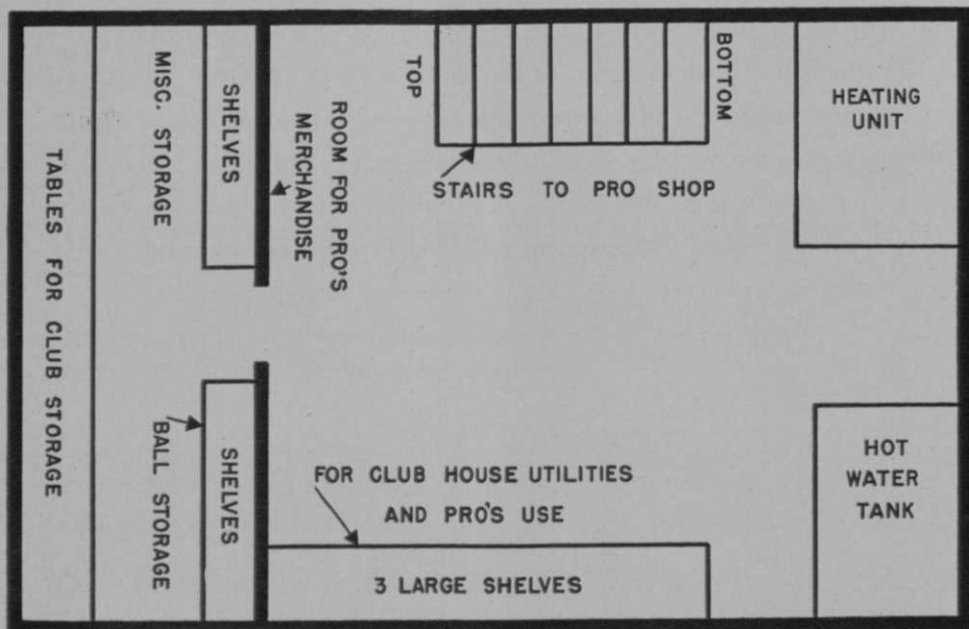 TABLES FOR CLUB STORAGE
MISC. STORAGE
SHELVES
ROOM FOR PRO'S
MERCHANDISE
TOP
BOTTOM
STAIRS TO PRO SHOP
HEATING
UNIT
BALL STORAGE
SHELVES
FOR CLUB HOUSE UTILITIES
AND PRO'S USE
3 LARGE SHELVES
HOT
WATER
TANK